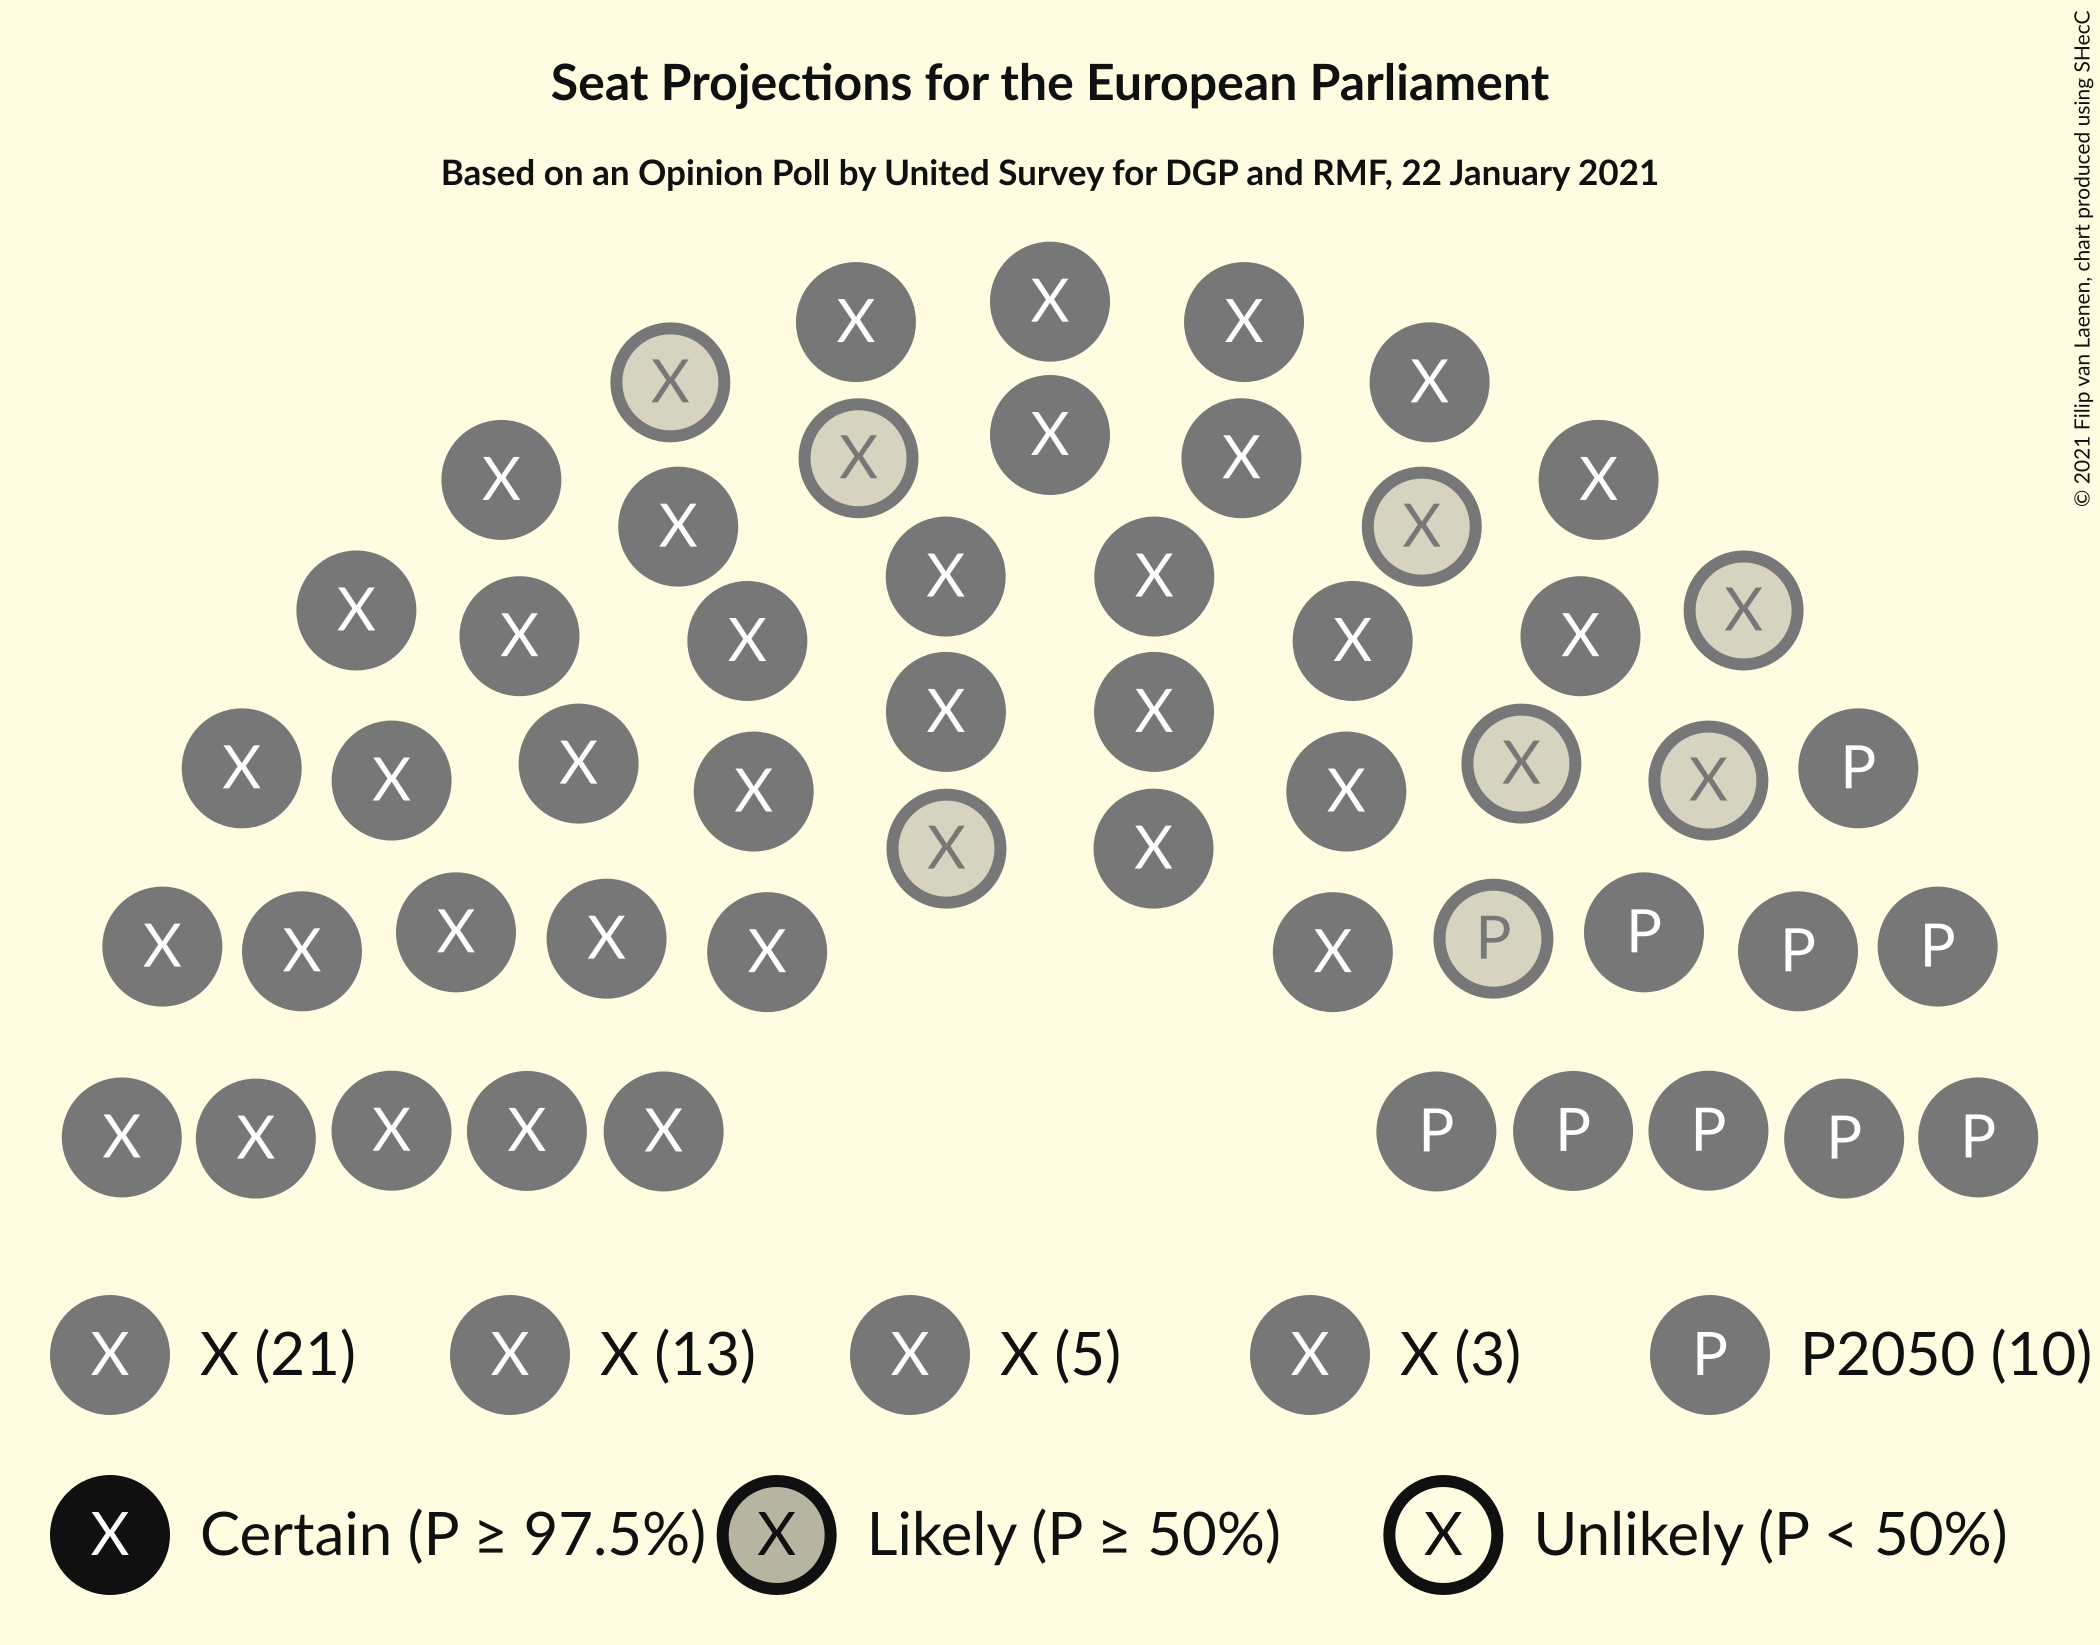 Seat Projections for the European Parliament
Based on an Opinion Poll by United Survey for DGP and RMF, 22 January 2021
© 2021 Filip van Laenen, chart produced using SHecC
X
X X
X X
X
X X
X X
X X
X X
X X
X X X X
X X
X X X X X X X P
X X
X X X X X X P P P P
X X X X X P P P P P
X X (21) X X (13) X X (5) X X (3) P P2050 (10)
X Certain (P ≥ 97.5%) X Likely (P ≥ 50%) X Unlikely (P < 50%)